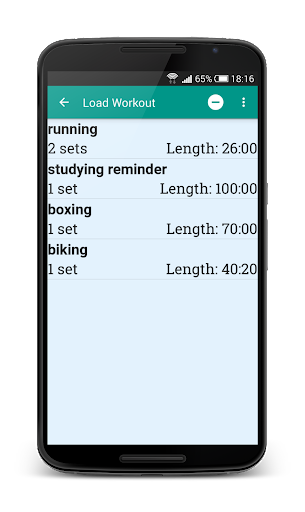 65% 18:16
Load Workout
running
2 sets Length: 26:00
studying reminder
1 set Length: 100:00
boxing
1 set Length: 70:00
biking
1 set Length: 40:20